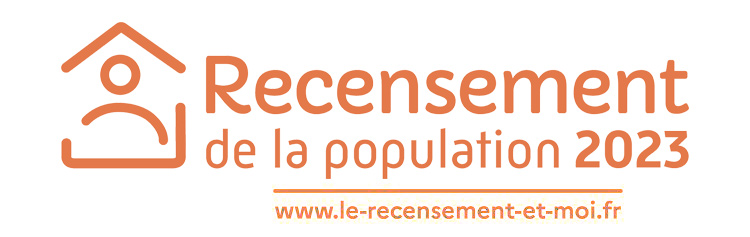 Recensement
de la population 2023
www.le-recensement-et-moi.fr